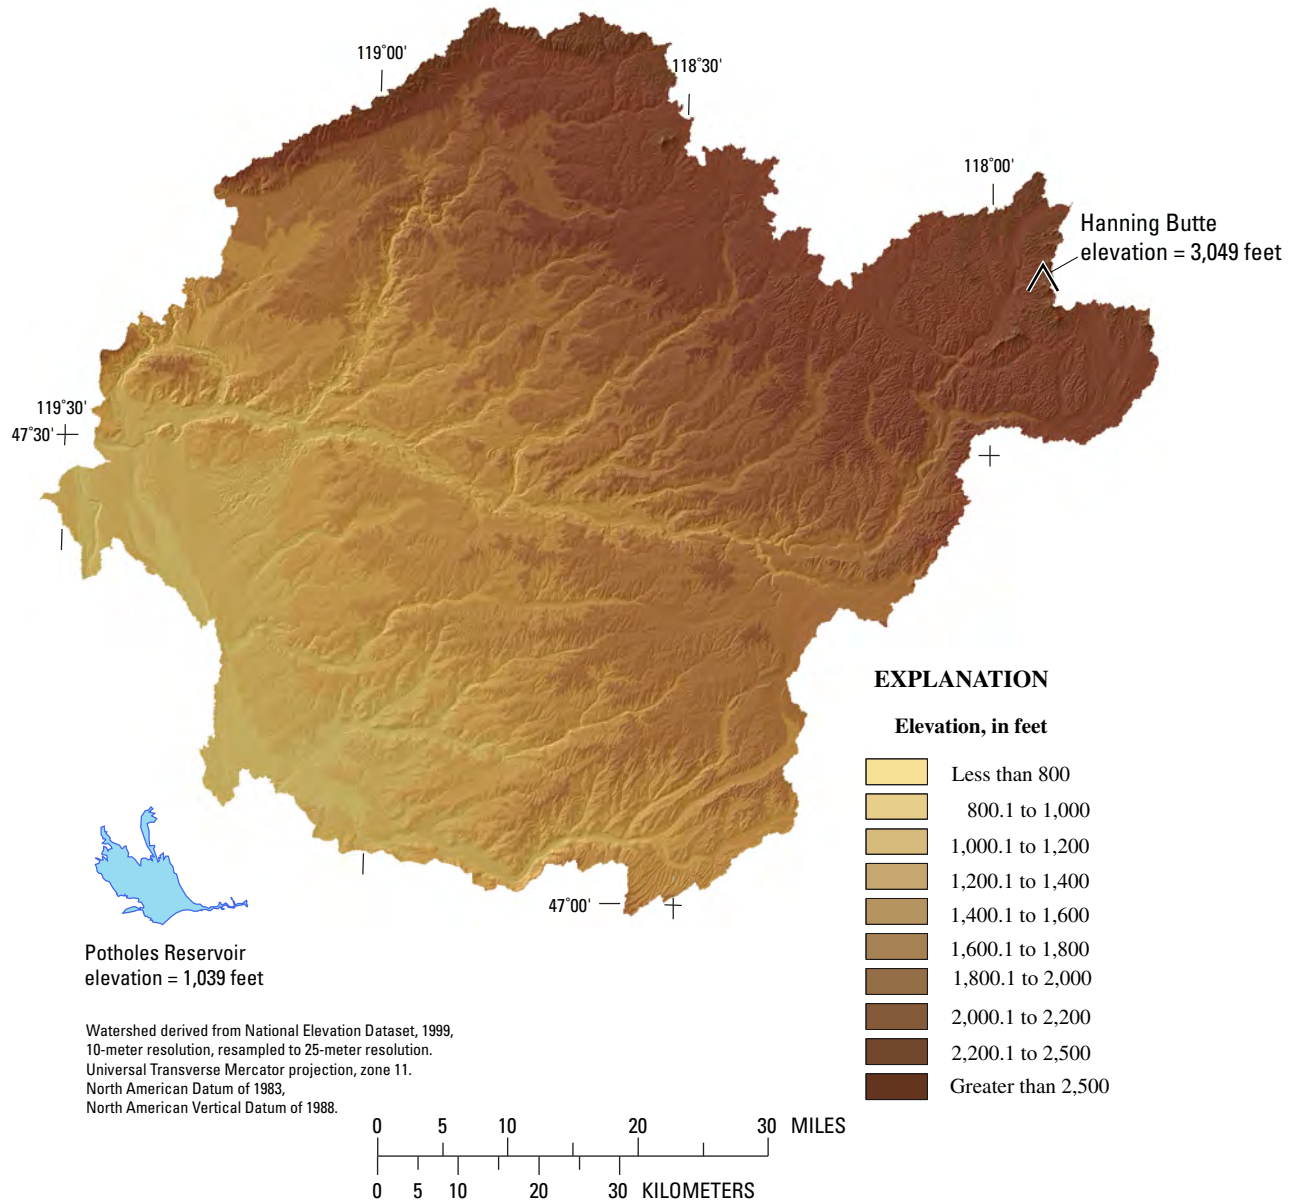 119°00'
118°30'
118°00'
Hanning Butte
elevation = 3,049 feet
119°30'
47°30'
EXPLANATION
Elevation, in feet
Less than 800
800.1 to 1,000
1,000.1 to 1,200
1,200.1 to 1,400
1,400.1 to 1,600
1,600.1 to 1,800
1,800.1 to 2,000
2,000.1 to 2,200
2,200.1 to 2,500
Greater than 2,500
47°00'
Potholes Reservoir
elevation = 1,039 feet
Watershed derived from National Elevation Dataset, 1999,
10-meter resolution, resampled to 25-meter resolution.
Universal Transverse Mercator projection, zone 11.
North American Datum of 1983,
North American Vertical Datum of 1988.
0 5 10 20 30 MILES
0 5 10 20 30 KILOMETERS